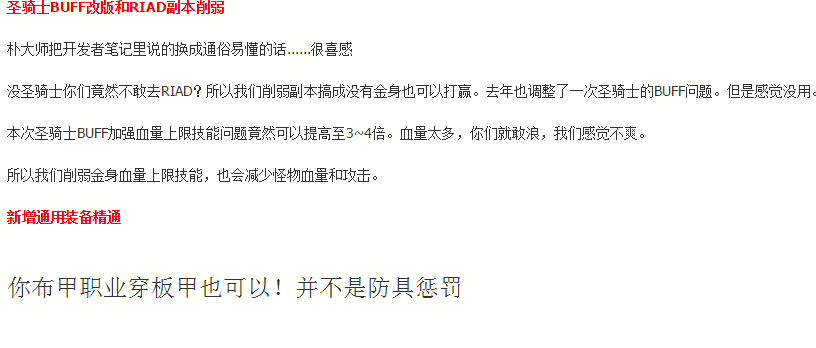 圣骑士BUFF改版和RIAD副本削弱
朴大师把开发者笔记里说的换成通俗易懂的话......很喜感
没圣骑士你们竟然不敢去RIAD？所以我们削弱副本搞成没有金身也可以打赢。去年也调整了一次圣骑士的BUFF问题。但是感觉没用。
本次圣骑士BUFF加强血量上限技能问题竟然可以提高至3~4倍。血量太多，你们就敢浪，我们感觉不爽。
所以我们削弱金身血量上限技能，也会减少怪物血量和攻击。
新增通用装备精通
你布甲职业穿板甲也可以！并不是防具惩罚